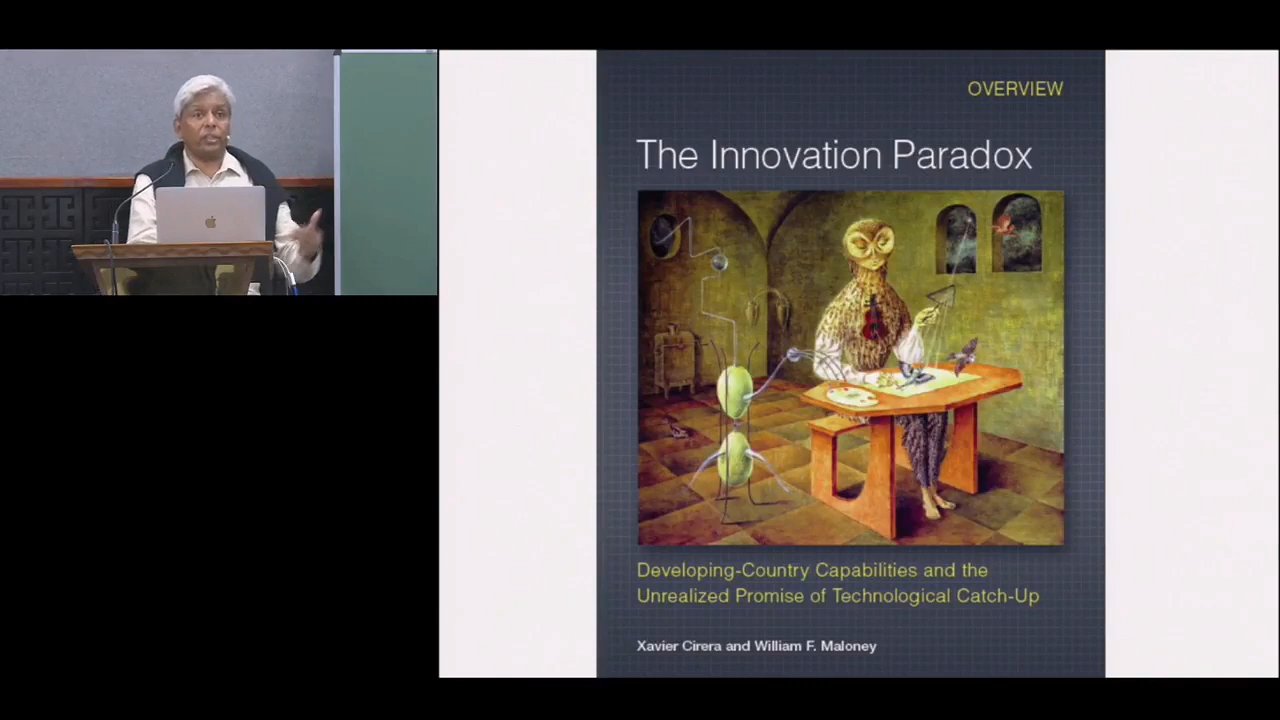 OVERVIEW
The Innovation Paradox
Developing-Country Capabilities and the
Unrealized Promise of Technological Catch-Up
Xavier Cirera and William F. Maloney